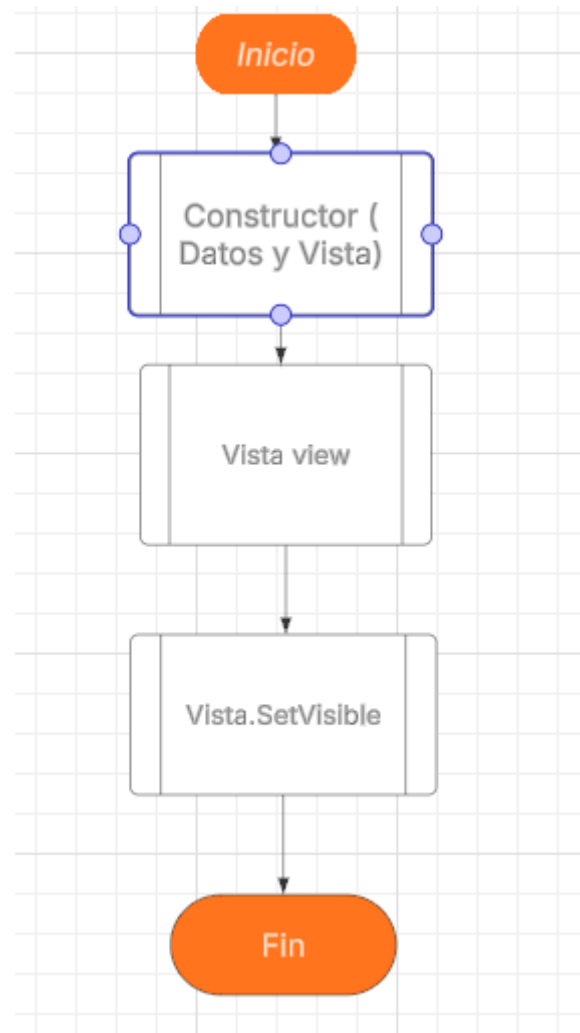 Inicio
Constructor (
Datos y Vista)
Vista view
Vista.SetVisible
Fin